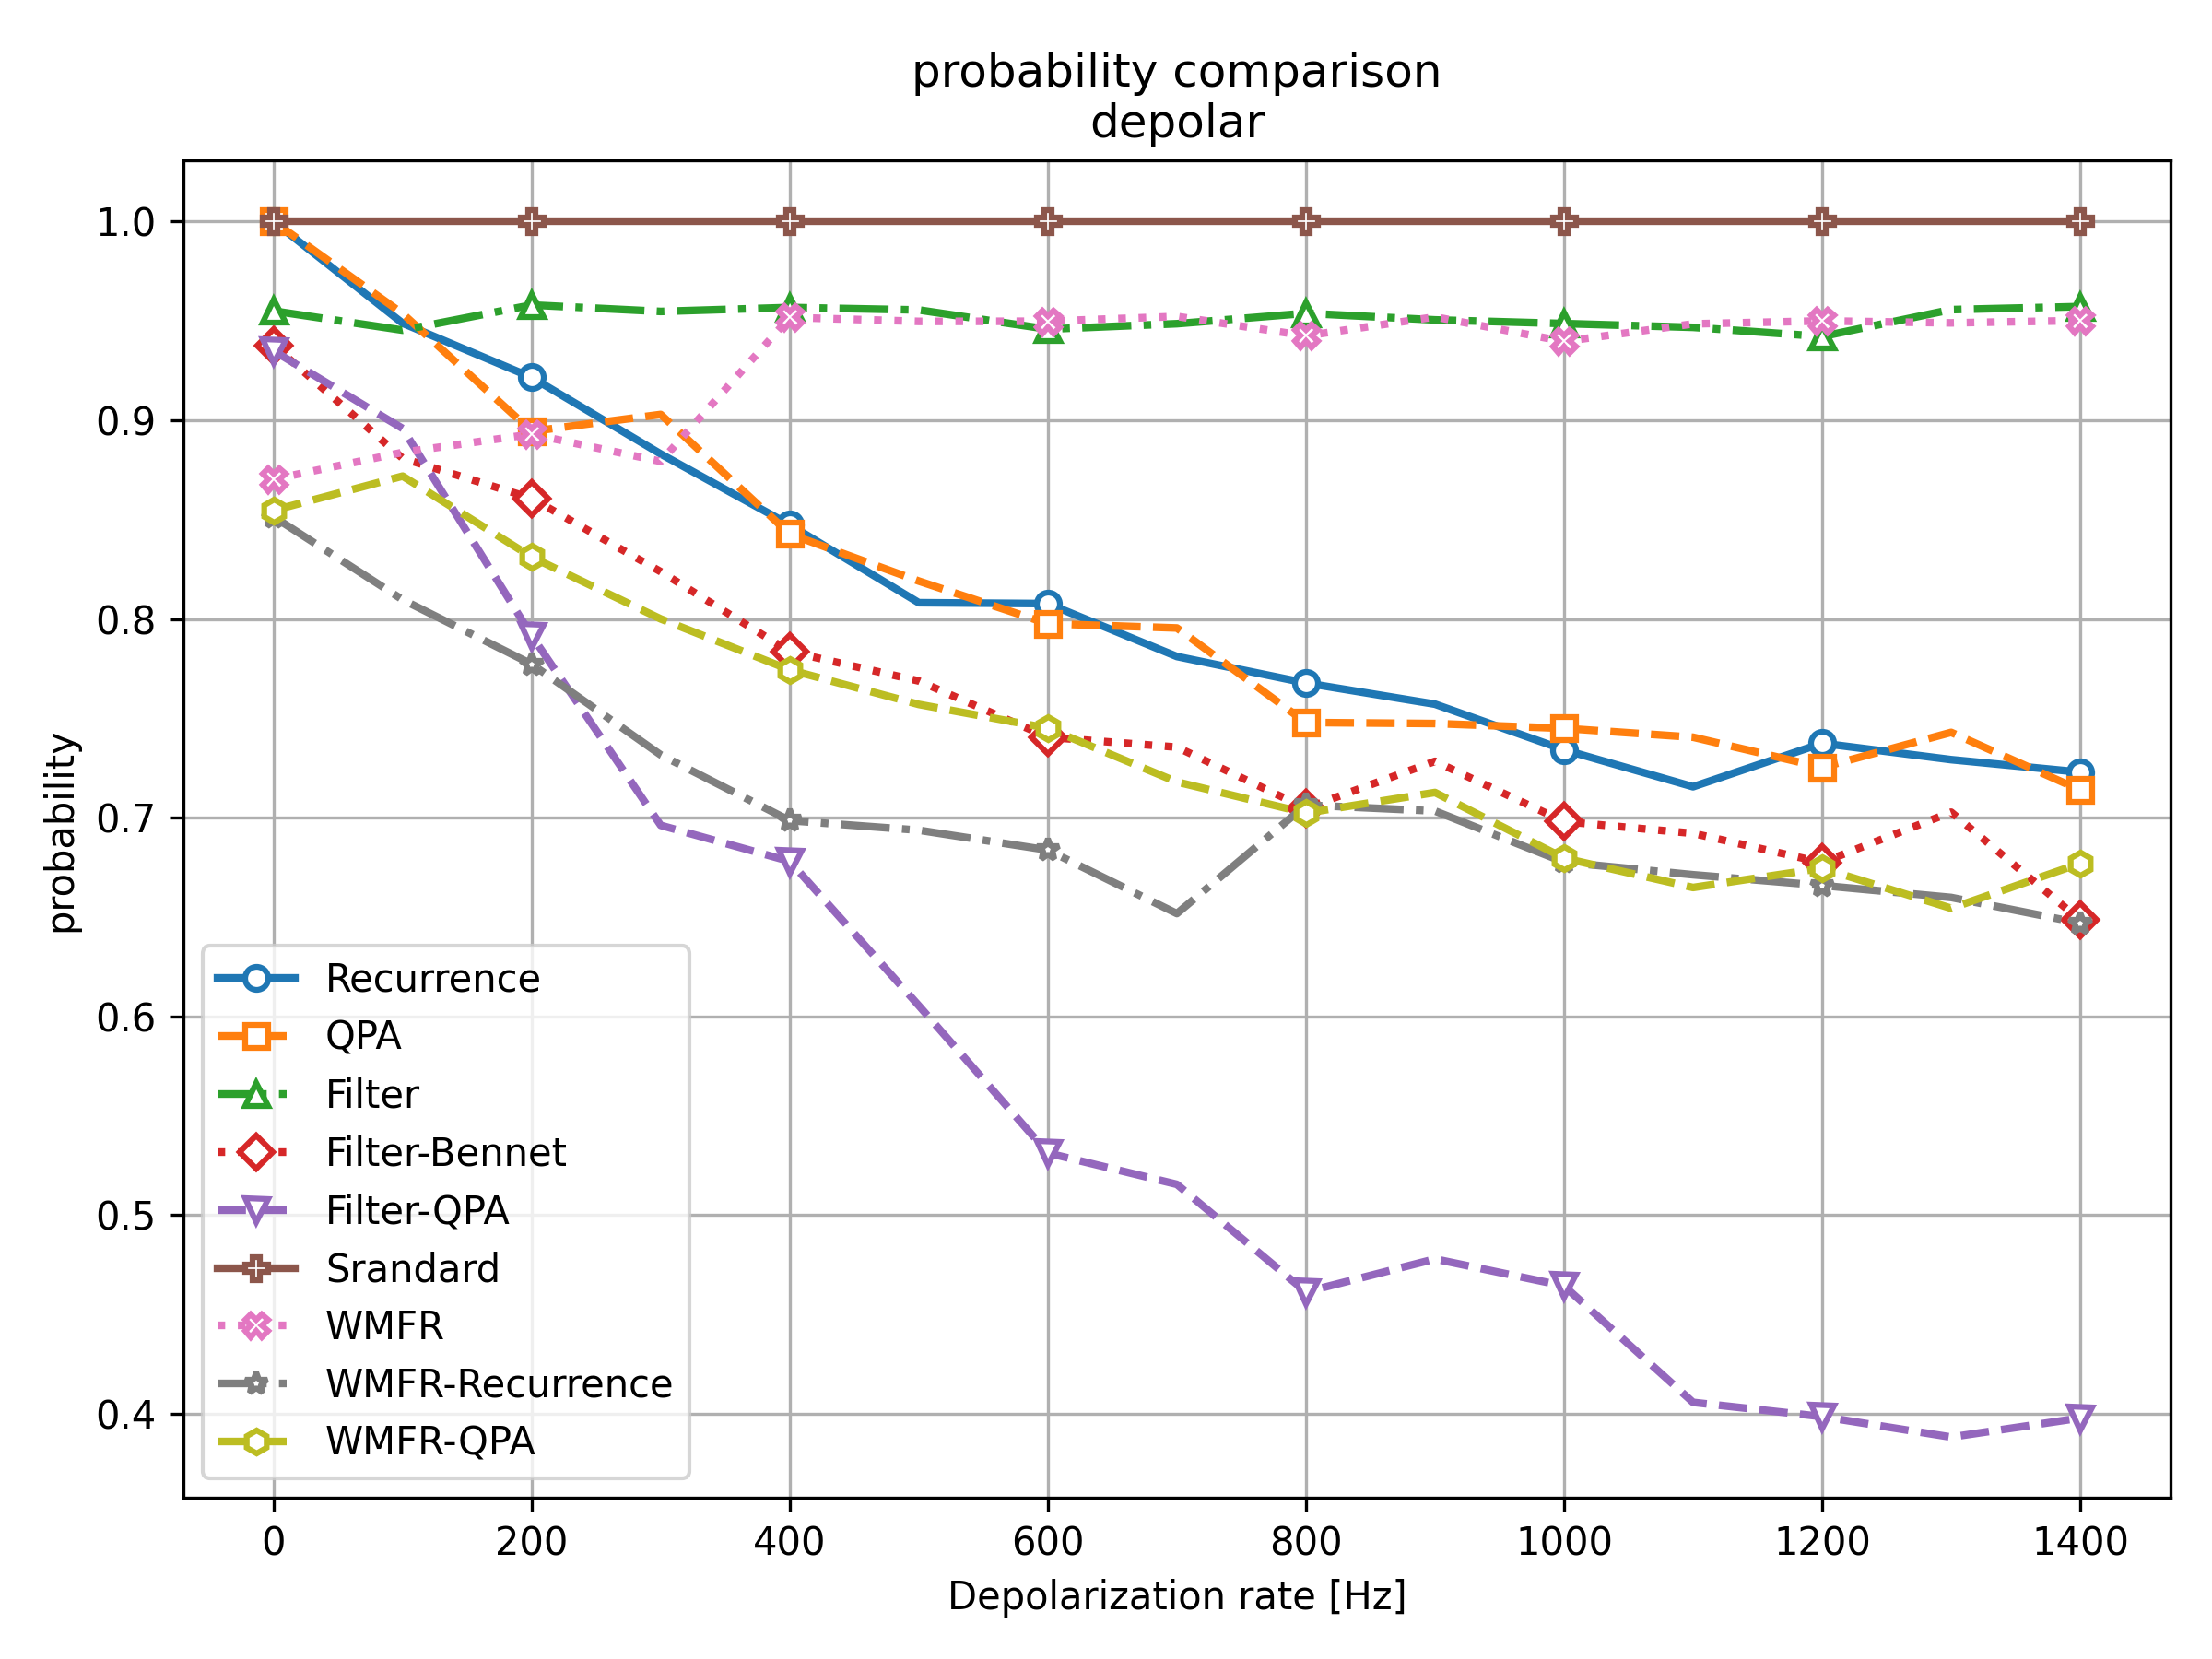 probability comparison
depolar
probability
1.0
0.9
0.8
0.7
0.6
0.5
0.4
Recurrence
QPA
Filter
Filter-Bennet
Filter-QPA
Srandard
WMFR
WMFR-Recurrence
WMFR-QPA
0 200 400 600 800 1000 1200 1400
Depolarization rate [Hz]